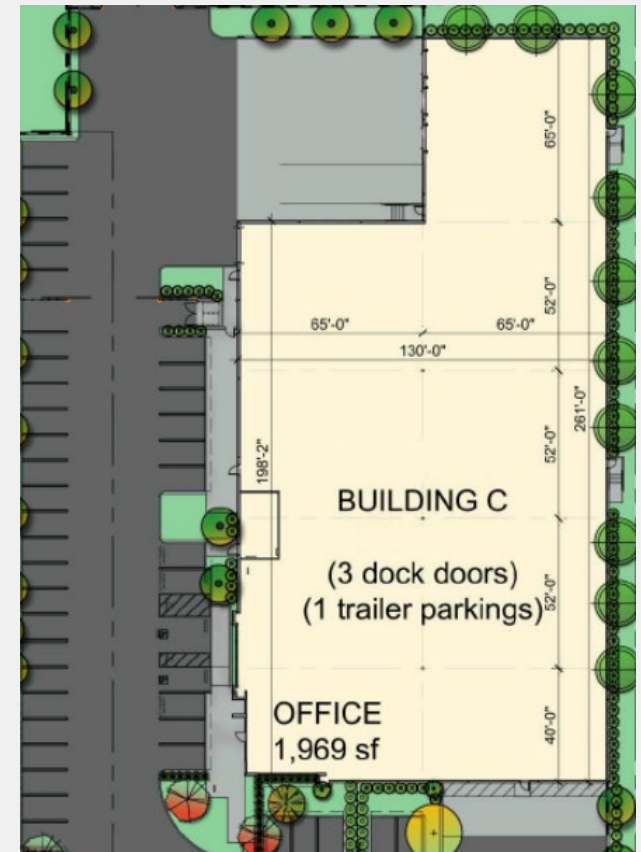 65'-0"
52'-0"
65'-0"
65'-0"
130'-0"
261'-0"
198'-2"
52'-0"
BUILDING C
(3 dock doors)
(1 trailer parkings)
52'-0"
OFFICE
1,969 sf
40'-0"